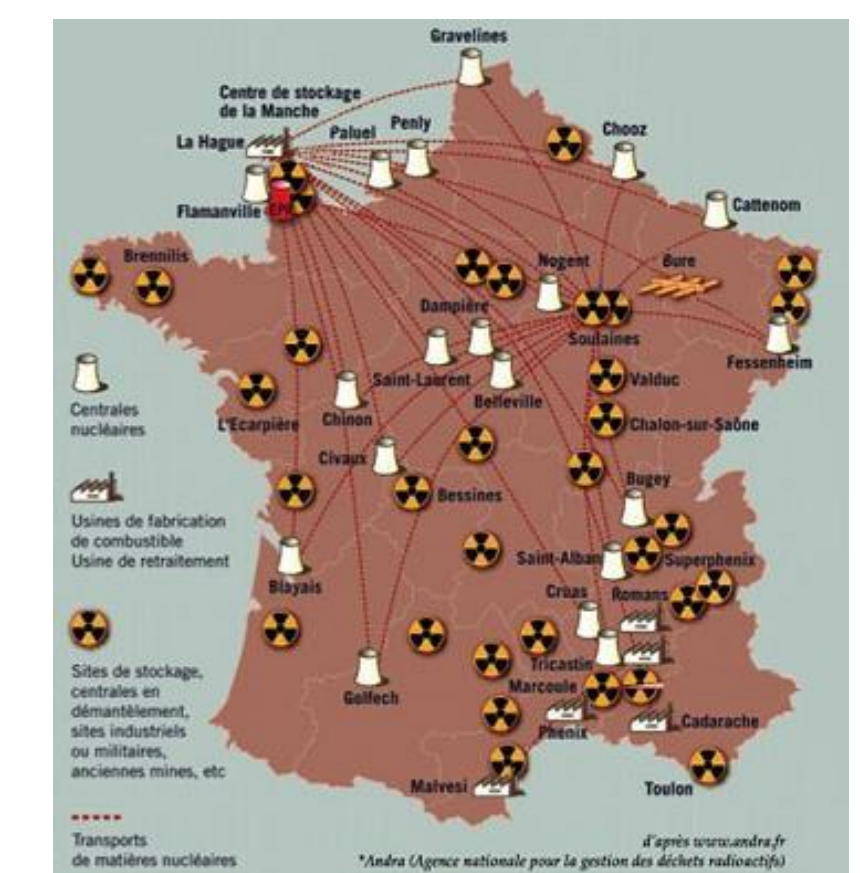 Gravelines
Centre de stockage
de la Manche
La Hague
Paluel
Penly
Chooz
Flamanville
EPR
Cattenom
Brennilis
Nogent
Bure
Dampière
Soulaines
Fessenheim
Saint-Laurent
Belleville
Valduc
Centrales
nucléaires
L'Ecarpière
Chinon
Chalon-sur-Saône
Civaux
Bessines
Bugey
Usines de fabrication
de combustible
Usine de retraitement
Blayais
Saint-Alban
Superphenix
Crüas
Romans
Sites de stockage,
centrales en
démantèlement,
sites industriels
ou militaires,
anciennes mines, etc
Golfech
Tricastin
Marcoule
Phenix
Cadarache
Malvesi
Toulon
Transports
de matières nucléaires
d'après www.andra.fr
*Andra (Agence nationale pour la gestion des déchets radioactifs)